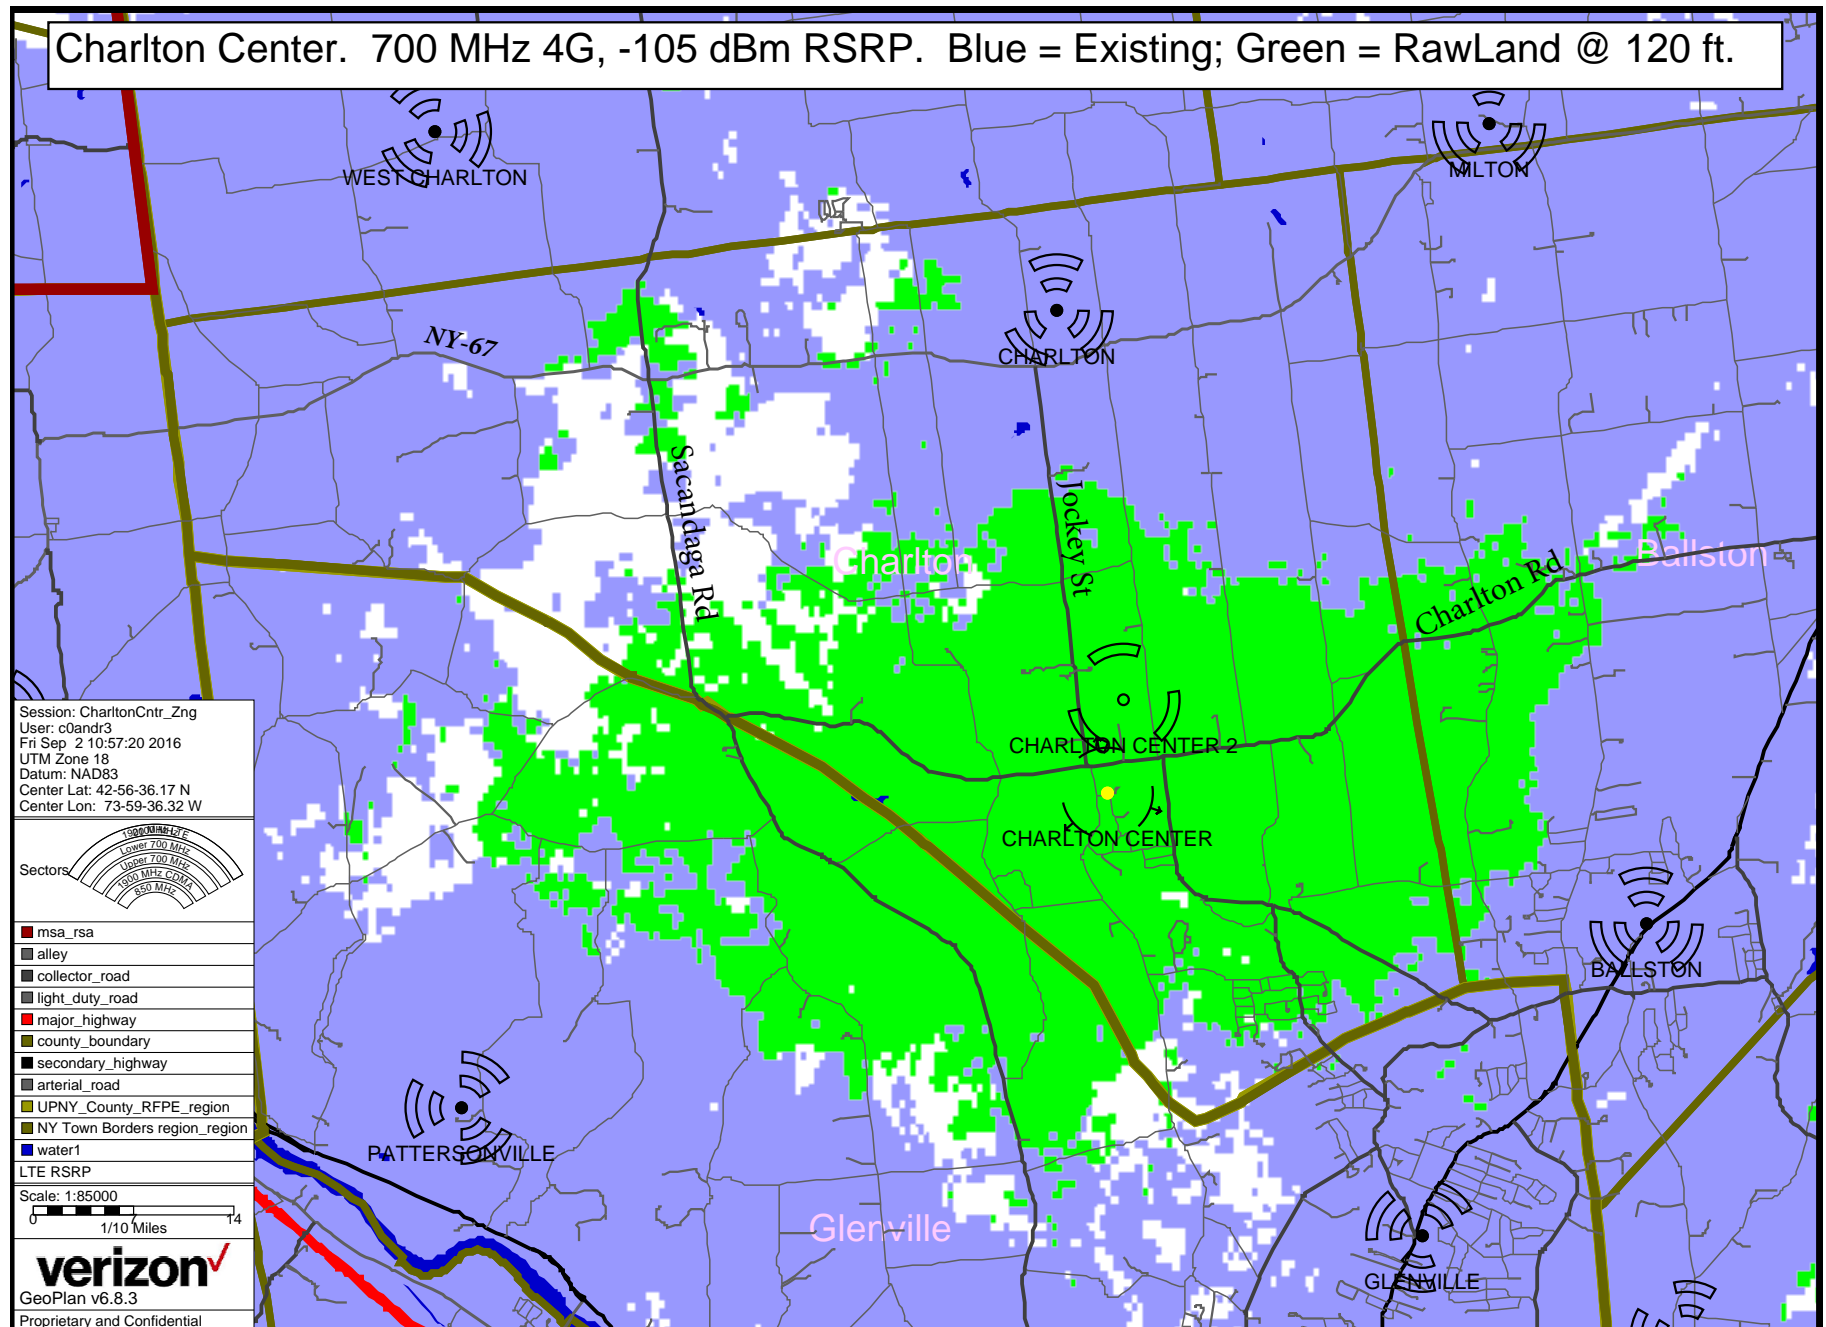 Charlton Center.  700 MHz 4G, -105 dBm RSRP.  Blue = Existing; Green = RawLand @ 120 ft.
WEST CHARLTON
MILTON
NY-67
CHARLTON
Sacandaga Rd
Jockey St
Charlton
Charlton Rd
Ballston
CHARLTON CENTER 2
CHARLTON CENTER
BALLSTON
PATTERSONVILLE
Glenville
GLENVILLE
Session: CharltonCntr_Zng
User: c0andr3
Fri Sep 2 10:57:20 2016
UTM Zone 18
Datum: NAD83
Center Lat: 42-56-36.17 N
Center Lon: 73-59-36.32 W
Sectors
Lower 700 MHz
Upper 700 MHz
1900 MHz CDMA
850 MHz
msa_rsa
alley
collector_road
light_duty_road
major_highway
county_boundary
secondary_highway
arterial_road
UPNY_County_RFPE_region
NY Town Borders region_region
water1
LTE RSRP
Scale: 1:85000
0 7 14
1/10 Miles
verizon
GeoPlan v6.8.3
Proprietary and Confidential